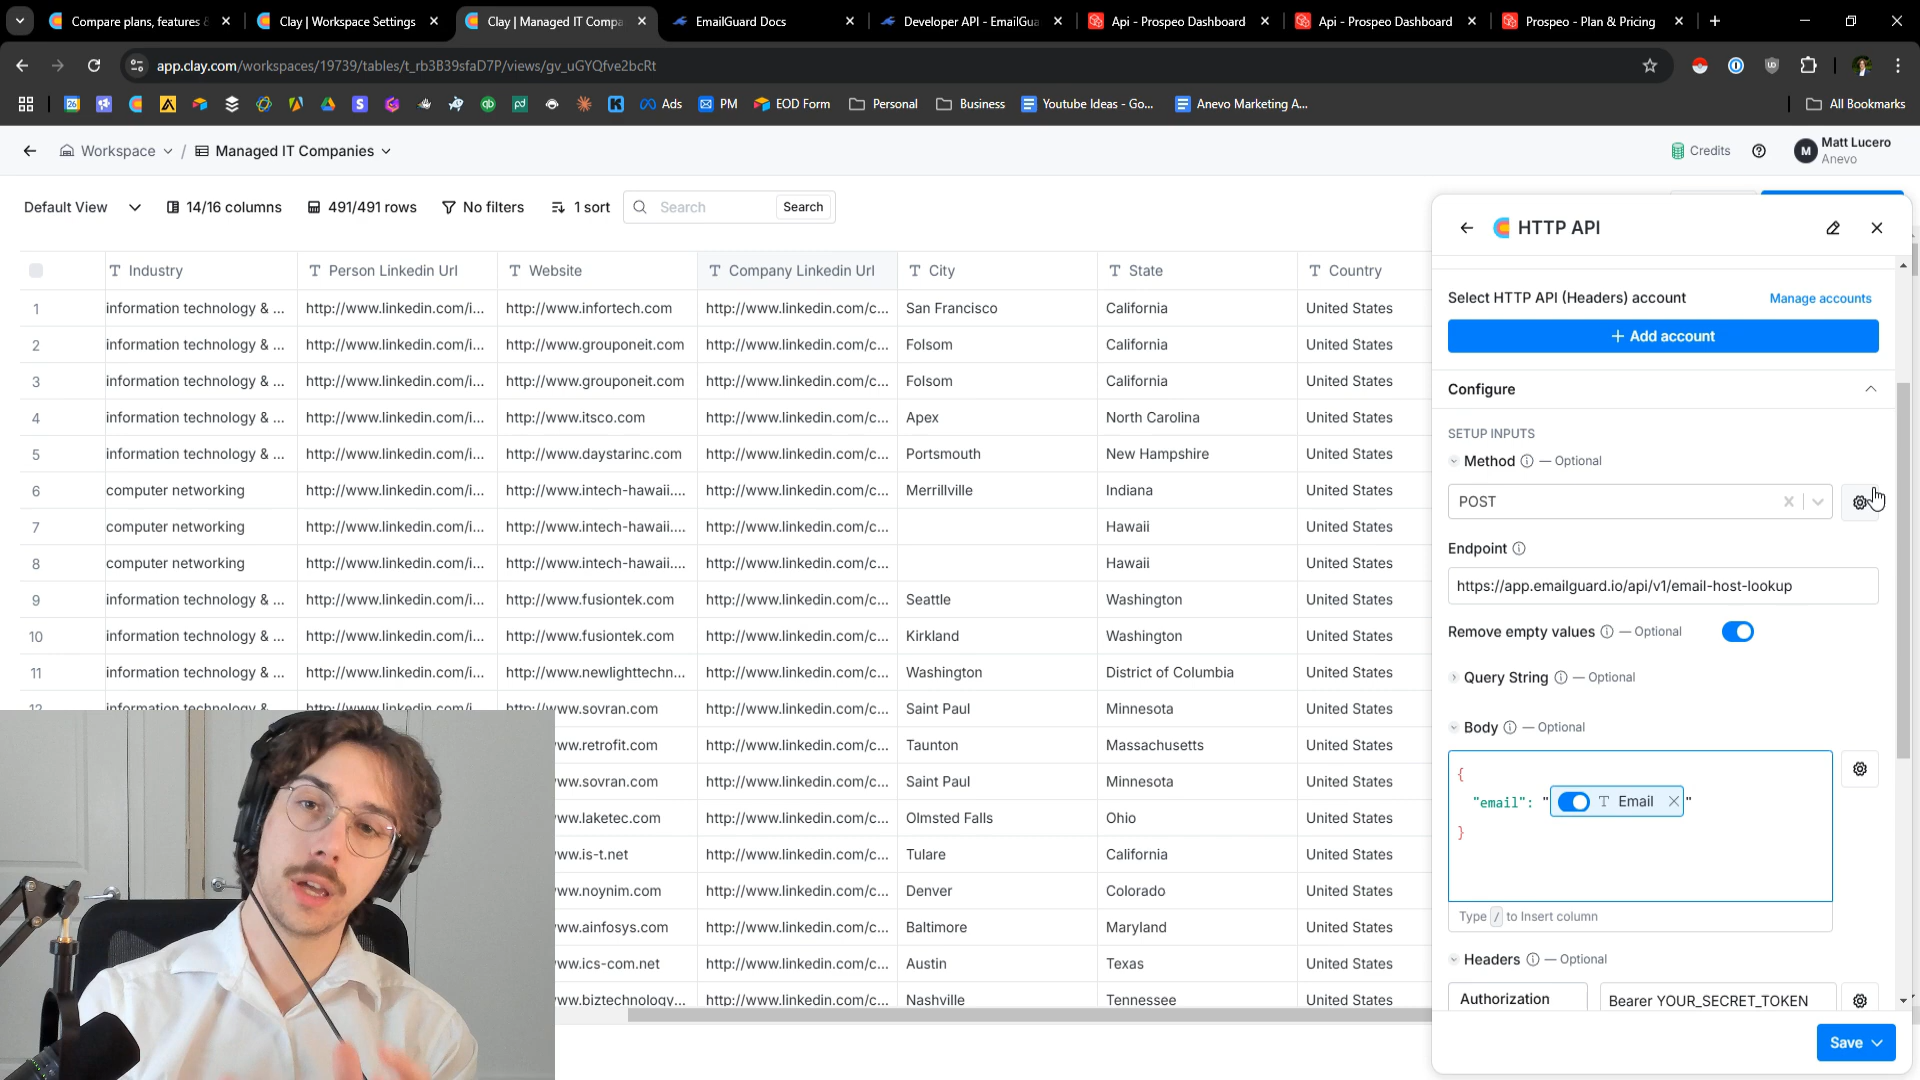 Compare plans, features &
Clay | Workspace Settings
Clay | Managed IT Compa
EmailGuard Docs
Developer API - EmailGua
Api - Prospeo Dashboard
Api - Prospeo Dashboard
Prospeo - Plan & Pricing
app.clay.com/workspaces/19739/tables/t_rb3B39sfaD7P/views/gv_uGYQfve2bcRt
Ads
PM
EOD Form
Personal
Business
Youtube Ideas - Go...
Anevo Marketing A...
All Bookmarks
Workspace / Managed IT Companies
Credits
M
Matt Lucero
Anevo
Default View
14/16 columns
491/491 rows
No filters
1 sort
Search
Search
Industry Person Linkedin Url Website Company Linkedin Url City State Country
1 information technology & ... http://www.linkedin.com/i... http://www.infortech.com http://www.linkedin.com/c... San Francisco California United States
2 information technology & ... http://www.linkedin.com/i... http://www.grouponeit.com http://www.linkedin.com/c... Folsom California United States
3 information technology & ... http://www.linkedin.com/i... http://www.grouponeit.com http://www.linkedin.com/c... Folsom California United States
4 information technology & ... http://www.linkedin.com/i... http://www.itsco.com http://www.linkedin.com/c... Apex North Carolina United States
5 information technology & ... http://www.linkedin.com/i... http://www.daystarinc.com http://www.linkedin.com/c... Portsmouth New Hampshire United States
6 computer networking http://www.linkedin.com/i... http://www.intech-hawaii.... http://www.linkedin.com/c... Merrillville Indiana United States
7 computer networking http://www.linkedin.com/i... http://www.intech-hawaii.... http://www.linkedin.com/c... Hawaii United States
8 computer networking http://www.linkedin.com/i... http://www.intech-hawaii.... http://www.linkedin.com/c... Hawaii United States
9 information technology & ... http://www.linkedin.com/i... http://www.fusiontek.com http://www.linkedin.com/c... Seattle Washington United States
10 information technology & ... http://www.linkedin.com/i... http://www.fusiontek.com http://www.linkedin.com/c... Kirkland Washington United States
11 information technology & ... http://www.linkedin.com/i... http://www.newlighttechn... http://www.linkedin.com/c... Washington District of Columbia United States
12 information technology & ... http://www.linkedin.com/i... http://www.sovran.com http://www.linkedin.com/c... Saint Paul Minnesota United States
ww.retrofit.com http://www.linkedin.com/c... Taunton Massachusetts United States
ww.sovran.com http://www.linkedin.com/c... Saint Paul Minnesota United States
ww.laketec.com http://www.linkedin.com/c... Olmsted Falls Ohio United States
ww.is-t.net http://www.linkedin.com/c... Tulare California United States
ww.noynim.com http://www.linkedin.com/c... Denver Colorado United States
ww.ainfosys.com http://www.linkedin.com/c... Baltimore Maryland United States
ww.ics-com.net http://www.linkedin.com/c... Austin Texas United States
ww.biztechnology... http://www.linkedin.com/c... Nashville Tennessee United States
HTTP API
Select HTTP API (Headers) account
Manage accounts
+ Add account
Configure
SETUP INPUTS
Method — Optional
POST
Endpoint
https://app.emailguard.io/api/v1/email-host-lookup
Remove empty values — Optional
Query String — Optional
Body — Optional
{
"email": " Email "
}
Type / to Insert column
Headers — Optional
Authorization
Bearer YOUR_SECRET_TOKEN
Save